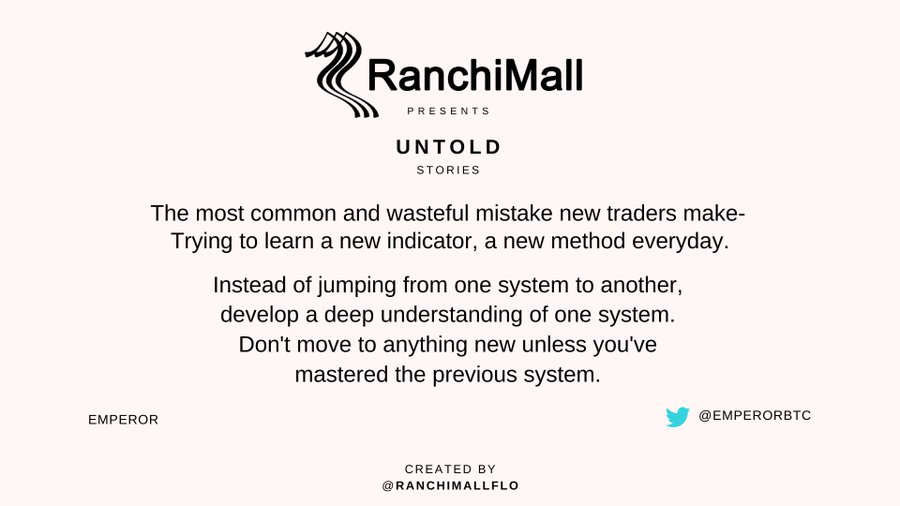 RanchiMall
PRESENTS
UNTOLD
STORIES
The most common and wasteful mistake new traders make-
Trying to learn a new indicator, a new method everyday.
Instead of jumping from one system to another,
develop a deep understanding of one system.
Don't move to anything new unless you've
mastered the previous system.
EMPEROR
@EMPERORBTC
CREATED BY
@RANCHIMALLFLO